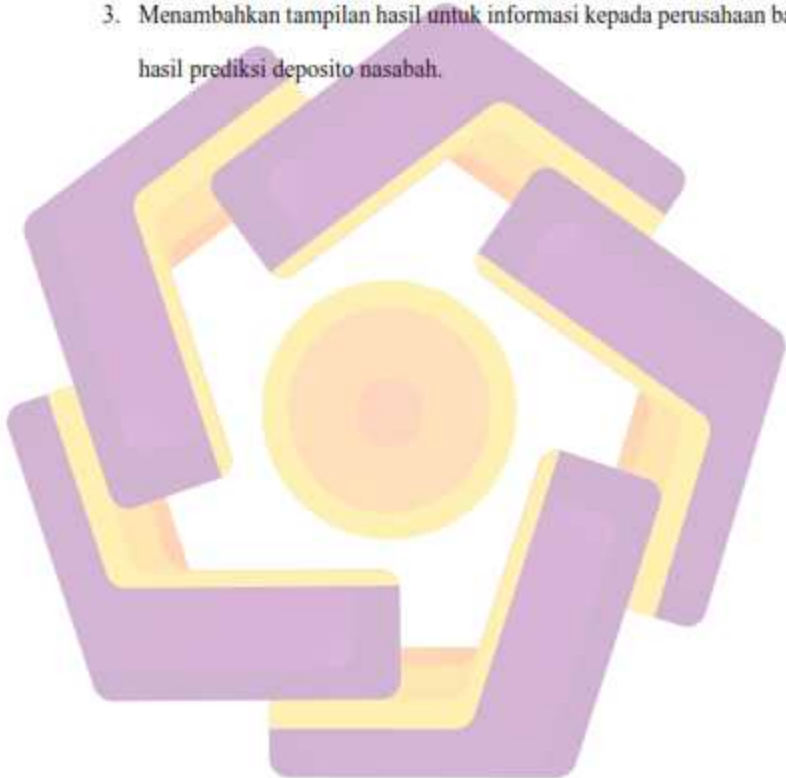 3. Menambahkan tampilan hasil untuk informasi kepada perusahaan
hasil prediksi deposito nasabah.